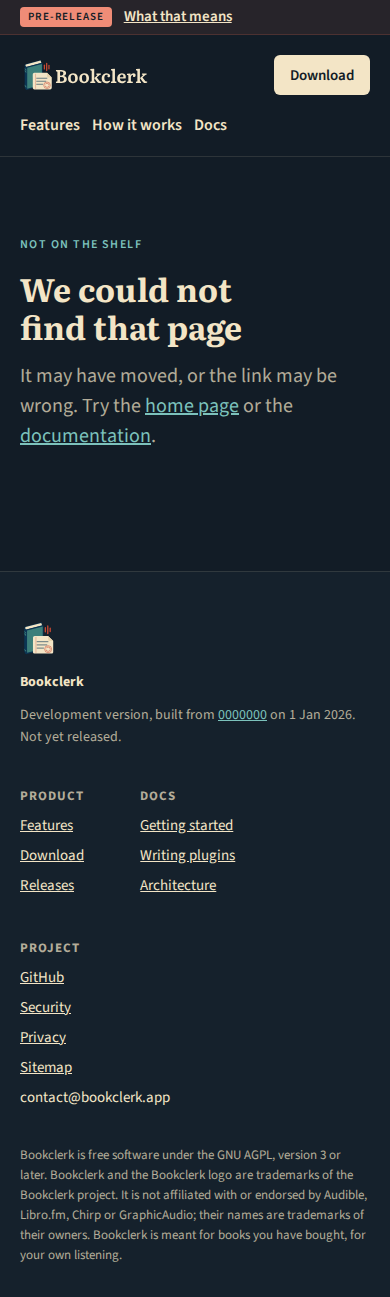 PRE-RELEASE What that means
Bookclerk
Download
Features How it works Docs
NOT ON THE SHELF
We could not
find that page
It may have moved, or the link may be
wrong. Try the home page or the
documentation.
Bookclerk
Development version, built from 0000000 on 1 Jan 2026.
Not yet released.
PRODUCT
Features
Download
Releases
DOCS
Getting started
Writing plugins
Architecture
PROJECT
GitHub
Security
Privacy
Sitemap
contact@bookclerk.app
Bookclerk is free software under the GNU AGPL, version 3 or
later. Bookclerk and the Bookclerk logo are trademarks of the
Bookclerk project. It is not affiliated with or endorsed by Audible,
Libro.fm, Chirp or GraphicAudio; their names are trademarks of
their owners. Bookclerk is meant for books you have bought, for
your own listening.